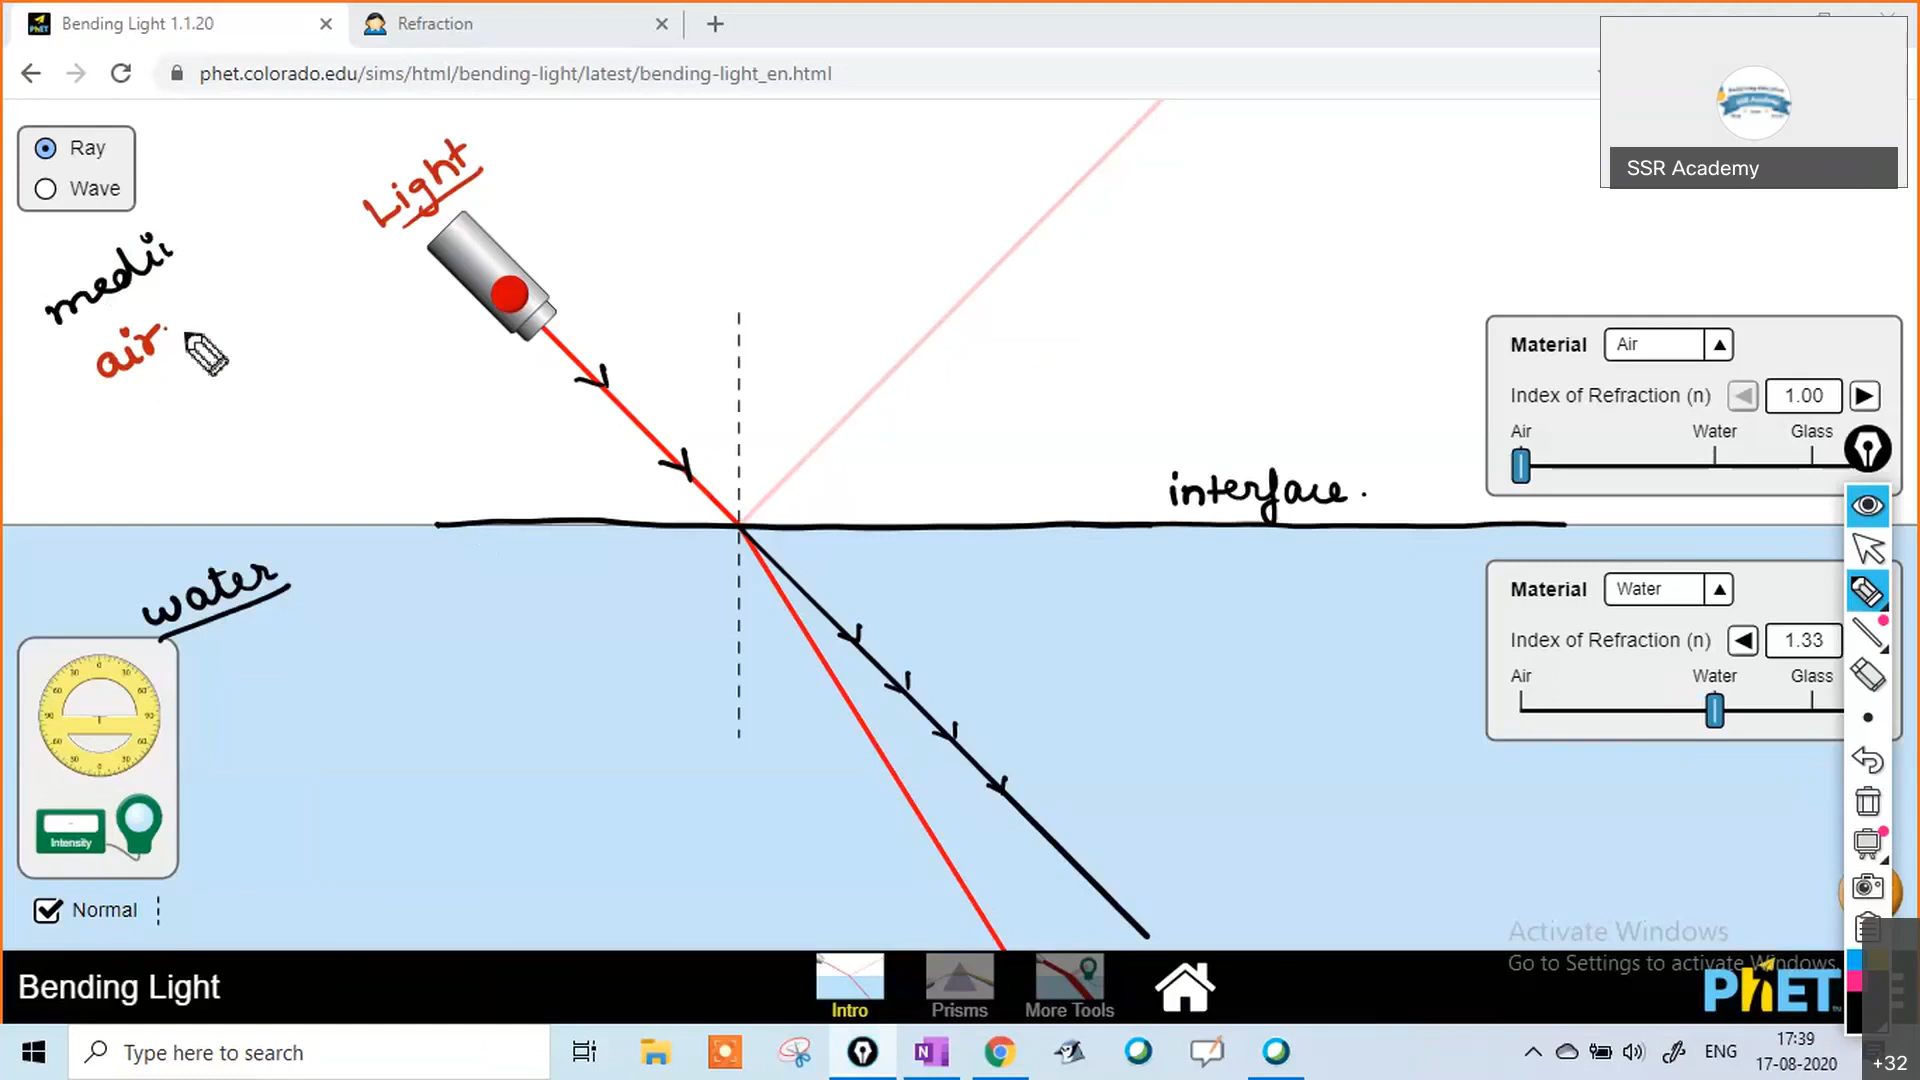 Bending Light 1.1.20
Refraction
phet.colorado.edu/sims/html/bending-light/latest/bending-light_en.html
SSR Academy
Ray
Wave
Light
medii
air
Material Air
Index of Refraction (n) 1.00
Air Water Glass
interface.
water
Material Water
Index of Refraction (n) 1.33
Air Water Glass
Intensity
Normal
Activate Windows
Go to Settings to activate Windows.
Bending Light
Intro
Prisms
More Tools
PhET
Type here to search
ENG
17:39
17-08-2020
+32